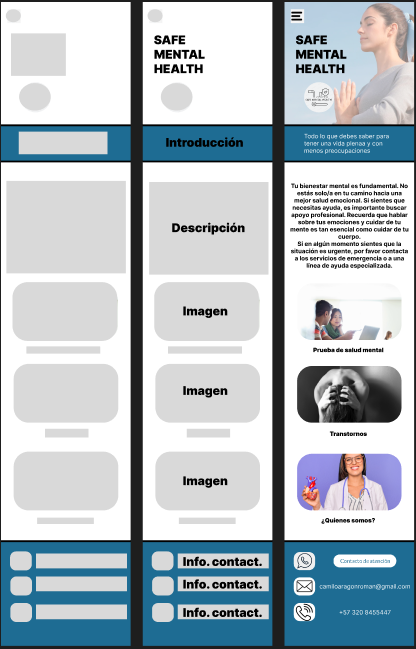 SAFE
MENTAL
HEALTH
Introducción
Descripción
Imagen
Imagen
Imagen
Info. contact.
Info. contact.
Info. contact.
SAFE
MENTAL
HEALTH
Todo lo que debes saber para
tener una vida plenaa y con
menos preocupaciones
Tu bienestar mental es fundamental. No
estás solo/a en tu camino hacia una
mejor salud emocional. Si sientes que
necesitas ayuda, es importante buscar
apoyo profesional. Recuerda que hablar
sobre tus emociones y cuidar de tu
mente es tan esencial como cuidar de tu
cuerpo.
Si en algún momento sientes que la
situación es urgente, por favor contacta
a los servicios de emergencia o a una
línea de ayuda especializada.
Prueba de salud mental
Transtornos
¿Quienes somos?
Contacto de atención
camiloaragonroman@gmail.com
+57 320 8455447